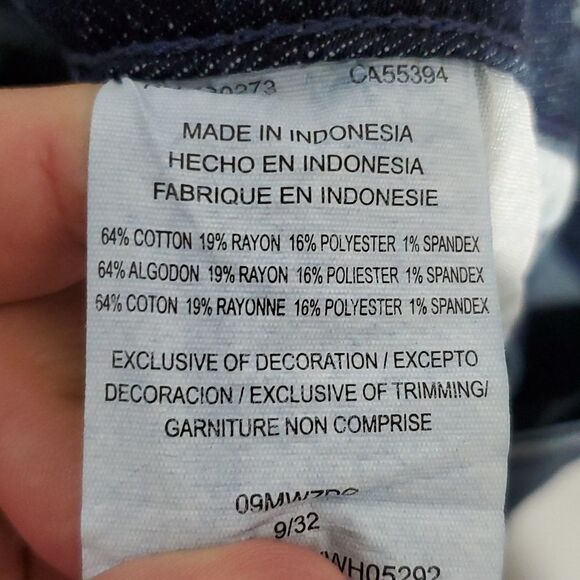 CA55394
MADE IN INDONESIA
HECHO EN INDONESIA
FABRIQUE EN INDONESIE
64% COTTON 19% RAYON 16% POLYESTER 1% SPANDEX
64% ALGODON 19% RAYON 16% POLIESTER 1% SPANDEX
64% COTON 19% RAYONNE 16% POLYESTER 1% SPANDEX
EXCLUSIVE OF DECORATION / EXCEPTO
DECORACION / EXCLUSIVE OF TRIMMING/
GARNITURE NON COMPRISE
9/32